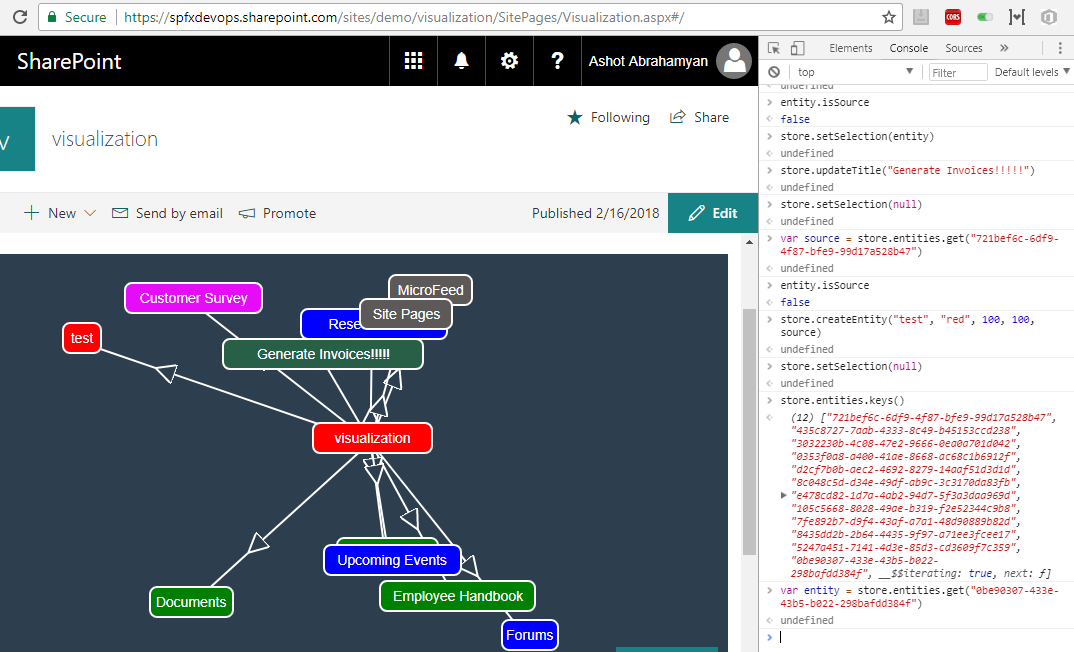 Secure https://spfxdevops.sharepoint.com/sites/demo/visualization/SitePages/Visualization.aspx#/
CORS
SharePoint
?
Ashot Abrahamyan
V
visualization
Following
Share
New
Send by email
Promote
Published 2/16/2018
Edit
MicroFeed
Customer Survey
Site Pages
Rese
test
Generate Invoices!!!!!
visualization
Upcoming Events
Documents
Employee Handbook
Forums
Elements Console Sources »
top
Filter
Default levels
undefined
entity.isSource
false
store.setSelection(entity)
undefined
store.updateTitle("Generate Invoices!!!!!")
undefined
store.setSelection(null)
undefined
var source = store.entities.get("721bef6c-6df9-
4f87-bfe9-99d17a528b47")
undefined
entity.isSource
false
store.createEntity("test", "red", 100, 100,
source)
undefined
store.setSelection(null)
undefined
store.entities.keys()
(12) ["721bef6c-6df9-4f87-bfe9-99d17a528b47",
"435c8727-7aab-4333-8c49-b45153ccd238",
"3032230b-4c08-47e2-9666-0ea0a701d042",
"0353f0a8-a400-41ae-8668-ac68c1b6912f",
"d2cf7b0b-aec2-4692-8279-14aaf51d3d1d",
"8c048c5d-d34e-49df-ab9c-3c3170da83fb",
"e478cd82-1d7a-4ab2-94d7-5f3a3daa969d",
"105c5668-8028-49ae-b319-f2e52344c9b8",
"7fe892b7-d9f4-43af-a7a1-48d90889b82d",
"8435dd2b-2b64-4435-9f97-a71ee3fcee17",
"5247a451-7141-4d3e-85d3-cd3609f7c359",
"0be90307-433e-43b5-b022-
298bafdd384f", __$$iterating: true, next: ƒ]
var entity = store.entities.get("0be90307-433e-
43b5-b022-298bafdd384f")
undefined